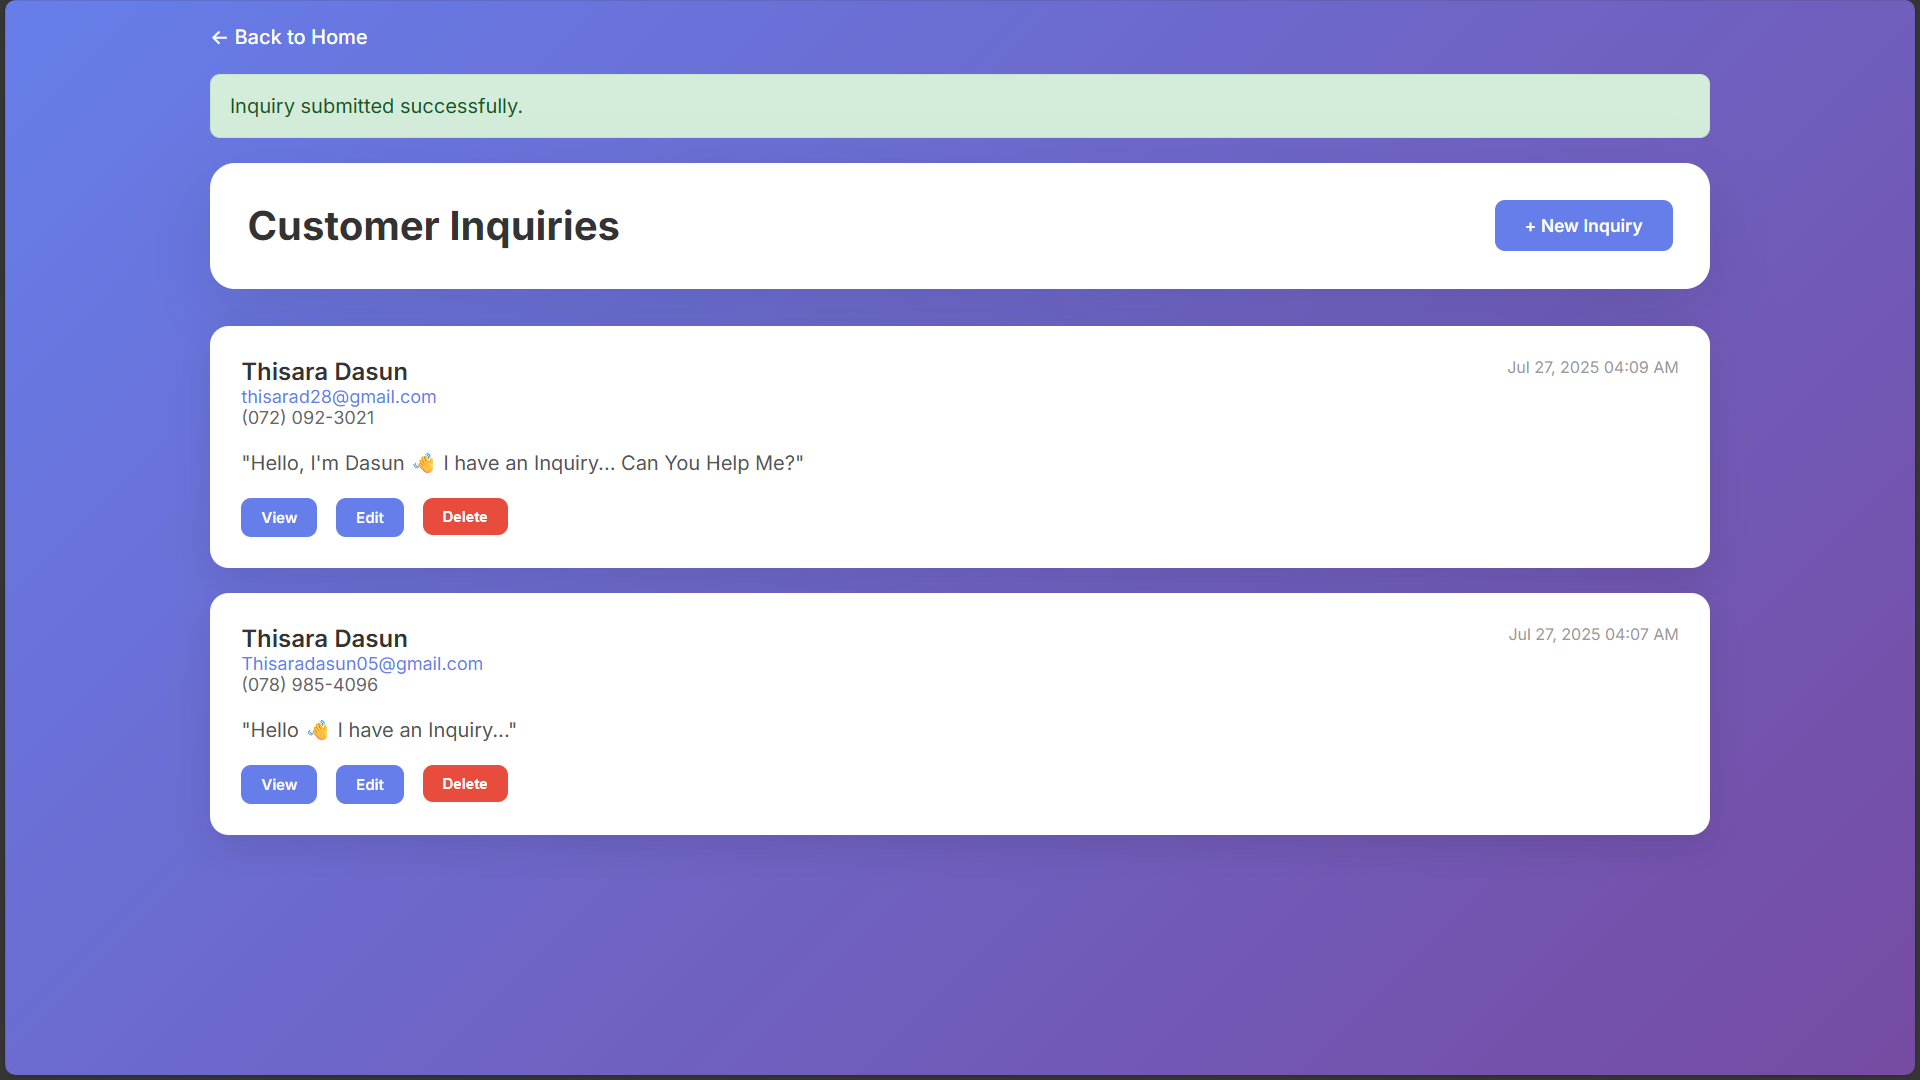 ← Back to Home
Inquiry submitted successfully.
Customer Inquiries
+ New Inquiry
Thisara Dasun
Jul 27, 2025 04:09 AM
thisarad28@gmail.com
(072) 092-3021
"Hello, I'm Dasun 👋 I have an Inquiry... Can You Help Me?"
View Edit Delete
Thisara Dasun
Jul 27, 2025 04:07 AM
Thisaradasun05@gmail.com
(078) 985-4096
"Hello 👋 I have an Inquiry..."
View Edit Delete